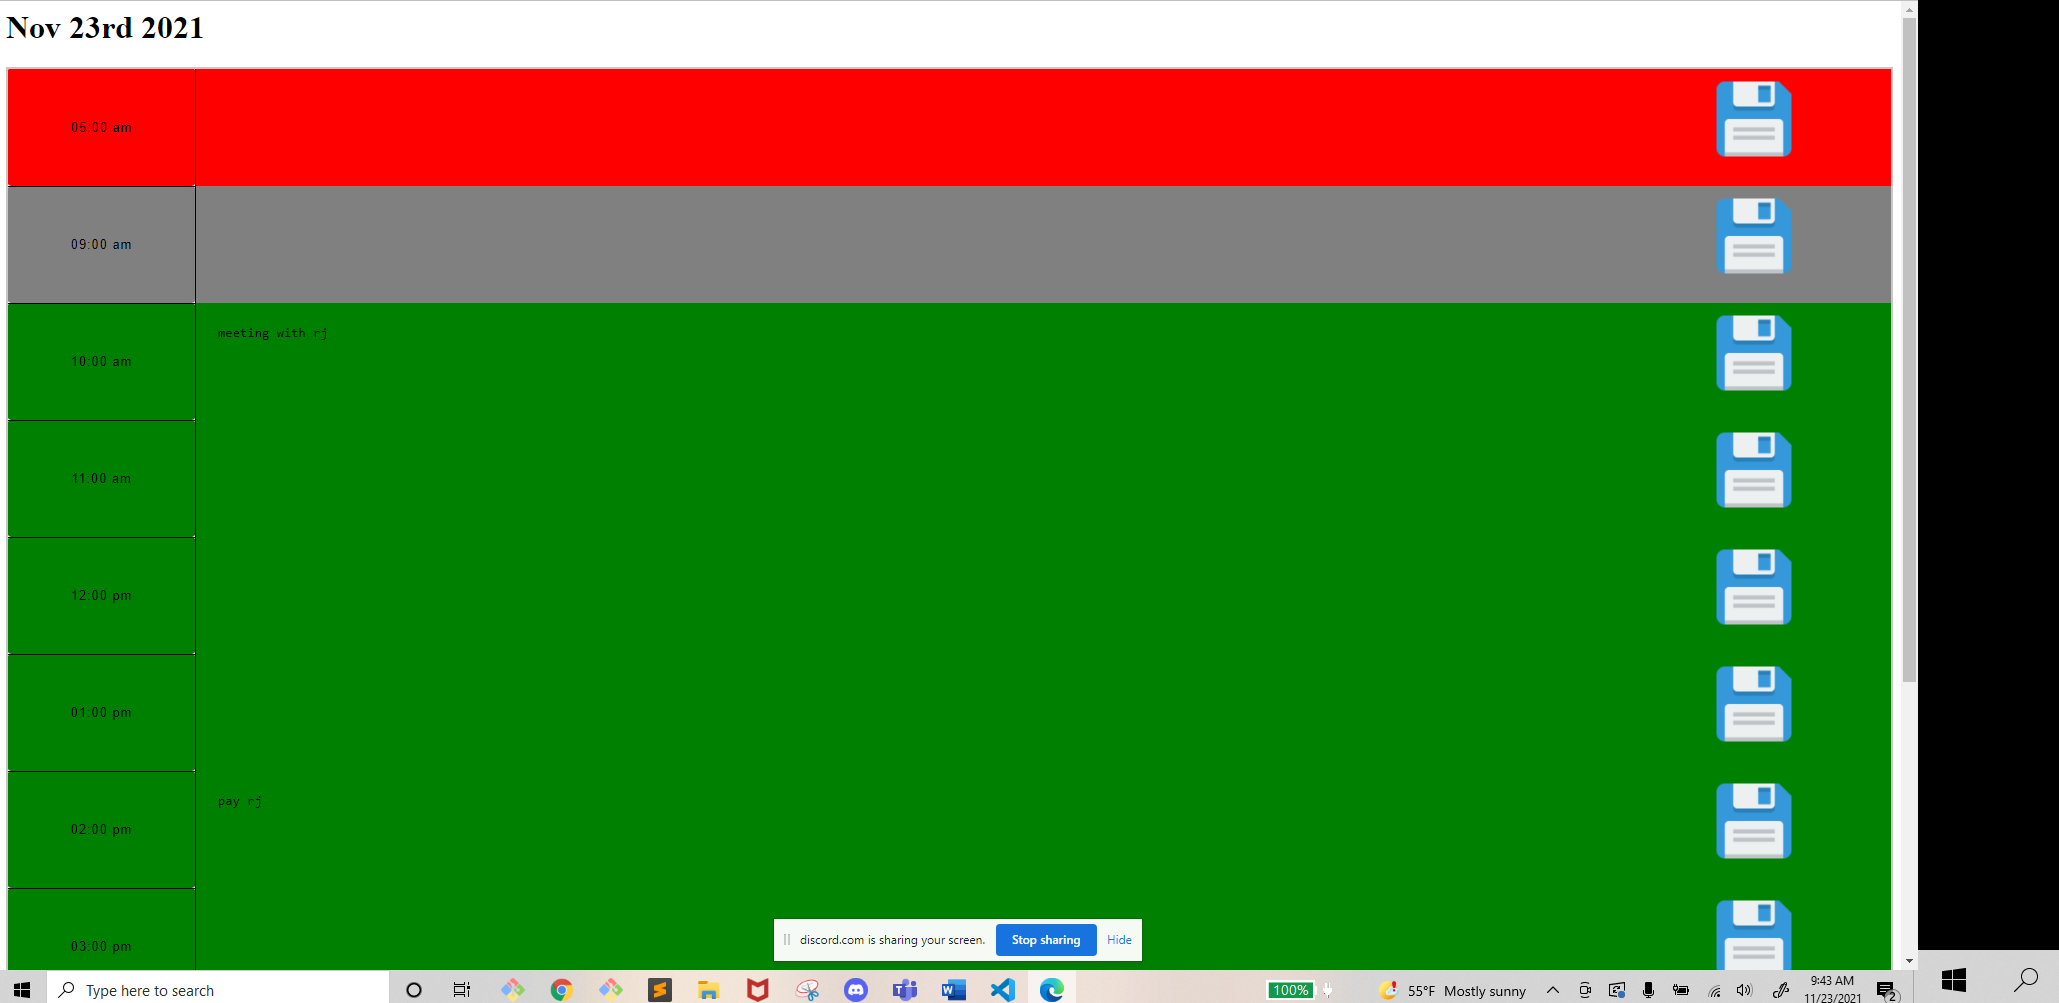 Nov 23rd 2021
05:00 am
09:00 am
10:00 am
meeting with rj
11:00 am
12:00 pm
01:00 pm
02:00 pm
pay rj
03:00 pm
discord.com is sharing your screen.
Stop sharing
Hide
Type here to search
100%
55°F Mostly sunny
9:43 AM
11/23/2021
2